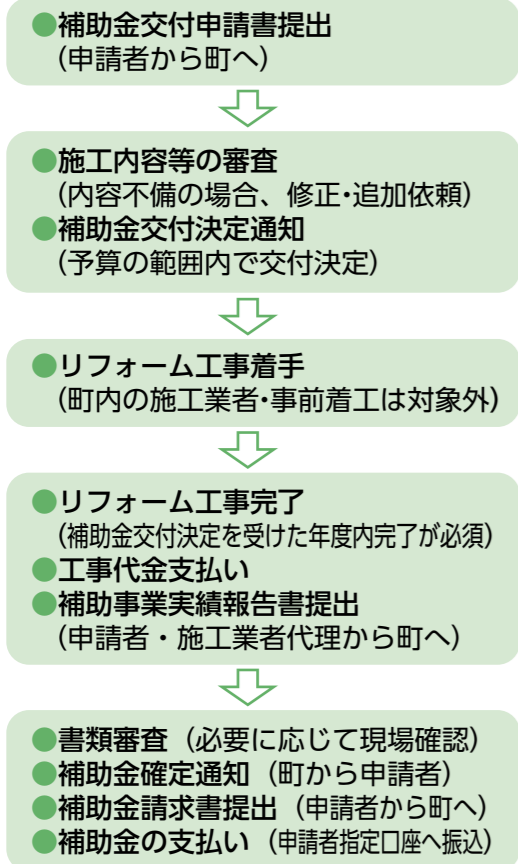 ●補助金交付申請書提出
(申請者から町へ)
●施工内容等の審査
(内容不備の場合、修正・追加依頼)
●補助金交付決定通知
(予算の範囲内で交付決定)
●リフォーム工事着手
(町内の施工業者・事前着工は対象外)
●リフォーム工事完了
(補助金交付決定を受けた年度内完了が必須)
●工事代金支払い
●補助事業実績報告書提出
(申請者・施工業者代理から町へ)
●書類審査(必要に応じて現場確認)
●補助金確定通知(町から申請者)
●補助金請求書提出(申請者から町へ)
●補助金の支払い(申請者指定口座へ振込)